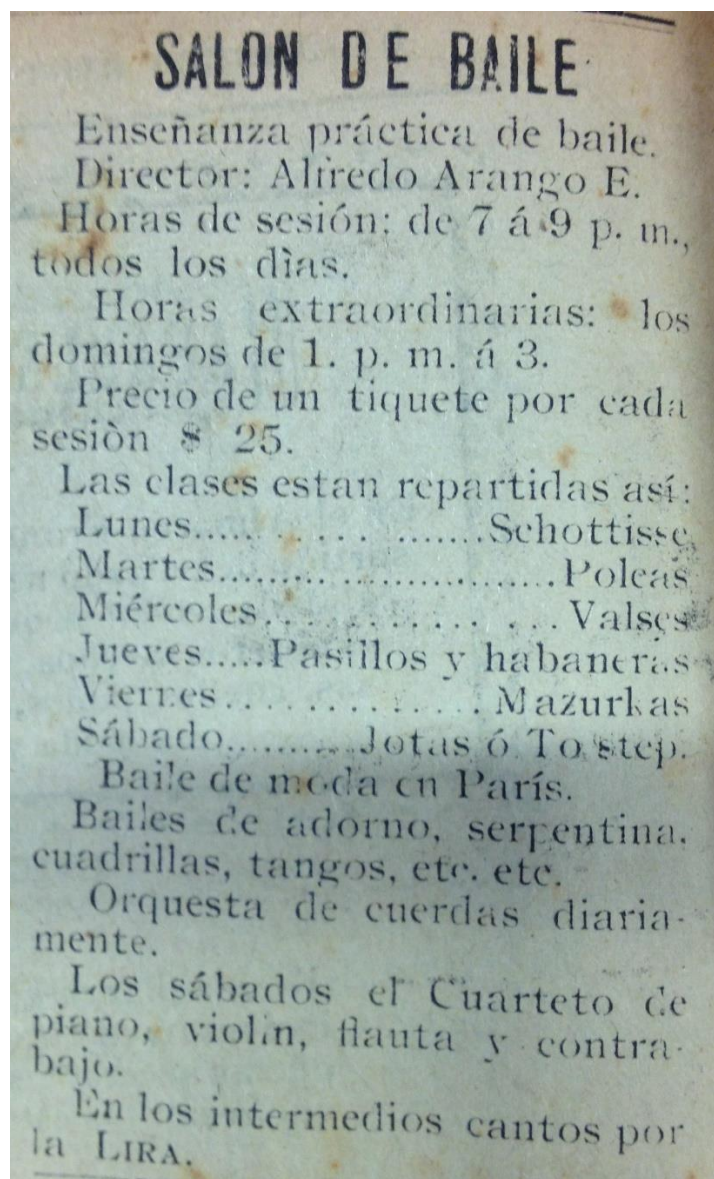 SALON DE BAILE
Enseñanza práctica de baile.
Director: Alfredo Arango E.
Horas de sesión: de 7 á 9 p. m.,
todos los dìas.
Horas extraordinarias: los
domingos de 1. p. m. á 3.
Precio de un tiquete por cada
sesiòn $ 25.
Las clases estan repartidas así:
Lunes..................Schottisse
Martes..........................Polcas
Miércoles.......................Valses
Jueves.....Pasillos y habaneras
Viernes..............Mazurkas
Sábado..........Jotas ó To step.
Baile de moda en París.
Bailes de adorno, serpentina.
cuadrillas, tangos, etc. etc.
Orquesta de cuerdas diaria-
mente.
Los sábados el Cuarteto de
piano, violin, flauta y contra-
bajo.
En los intermedios cantos por
la LIRA.